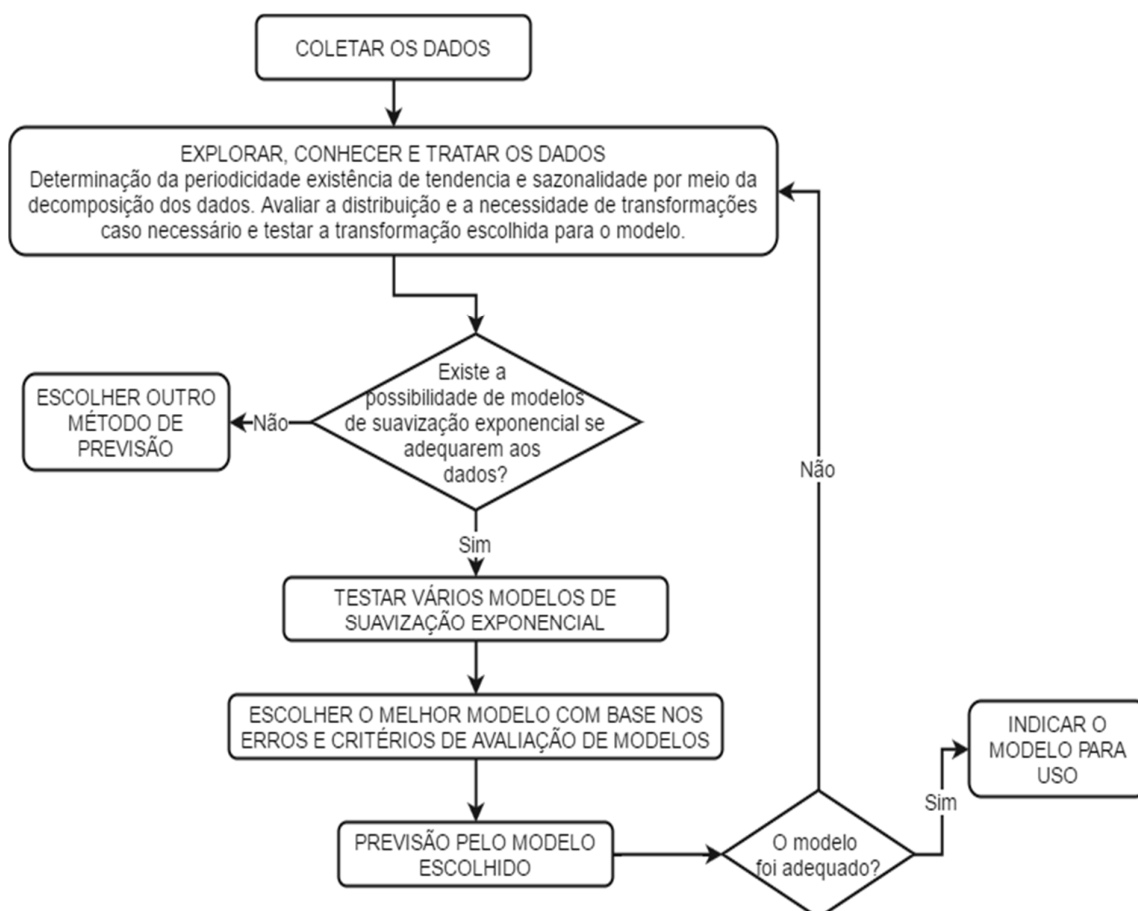 COLETAR OS DADOS
EXPLORAR, CONHECER E TRATAR OS DADOS
Determinação da periodicidade existência de tendencia e sazonalidade por meio da
decomposição dos dados. Avaliar a distribuição e a necessidade de transformações
caso necessário e testar a transformação escolhida para o modelo.
Existe a
possibilidade de modelos
de suavização exponencial se
adequarem aos
dados?
Não
ESCOLHER OUTRO
MÉTODO DE
PREVISÃO
Sim
TESTAR VÁRIOS MODELOS DE
SUAVIZAÇÃO EXPONENCIAL
ESCOLHER O MELHOR MODELO COM BASE NOS
ERROS E CRITÉRIOS DE AVALIAÇÃO DE MODELOS
PREVISÃO PELO MODELO
ESCOLHIDO
O modelo
foi adequado?
Não
Sim
INDICAR O
MODELO PARA
USO